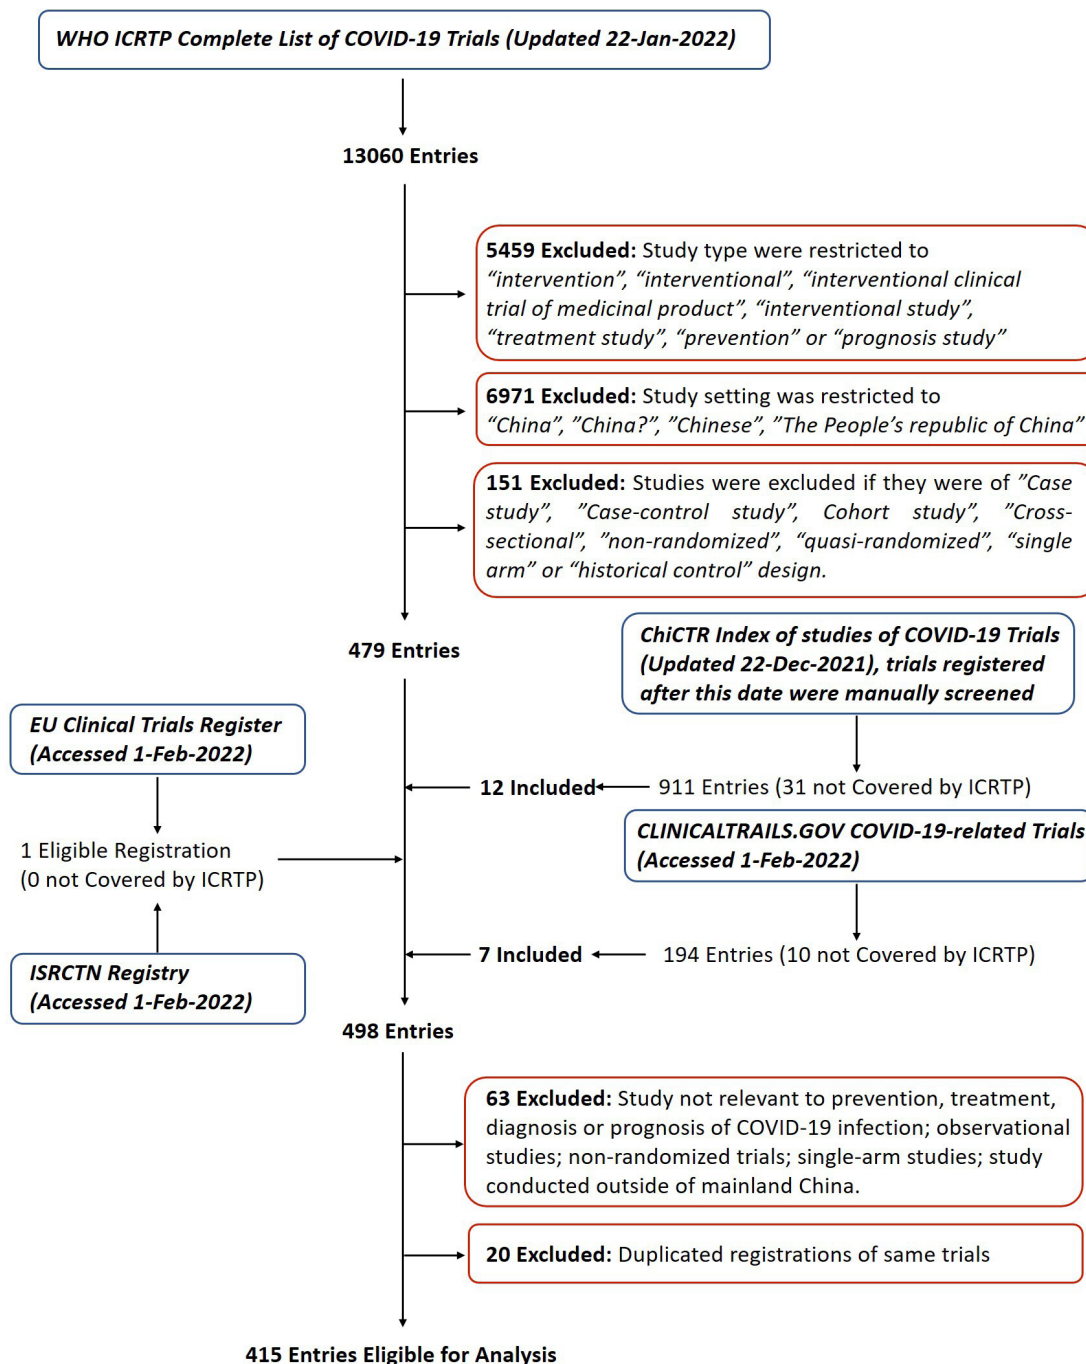 WHO ICRTP Complete List of COVID-19 Trials (Updated 22-Jan-2022)
13060 Entries
5459 Excluded: Study type were restricted to
“intervention”, “interventional”, “interventional clinical
trial of medicinal product”, “interventional study”,
“treatment study”, “prevention” or “prognosis study”
6971 Excluded: Study setting was restricted to
“China”, ”China?”, ”Chinese”, ”The People’s republic of China”
151 Excluded: Studies were excluded if they were of ”Case
study”, ”Case-control study”, Cohort study”, ”Cross-
sectional”, ”non-randomized”, “quasi-randomized”, “single
arm” or “historical control” design.
479 Entries
ChiCTR Index of studies of COVID-19 Trials
(Updated 22-Dec-2021), trials registered
after this date were manually screened
EU Clinical Trials Register
(Accessed 1-Feb-2022)
12 Included
911 Entries (31 not Covered by ICRTP)
CLINICALTRAILS.GOV COVID-19-related Trials
(Accessed 1-Feb-2022)
1 Eligible Registration
(0 not Covered by ICRTP)
7 Included
194 Entries (10 not Covered by ICRTP)
ISRCTN Registry
(Accessed 1-Feb-2022)
498 Entries
63 Excluded: Study not relevant to prevention, treatment,
diagnosis or prognosis of COVID-19 infection; observational
studies; non-randomized trials; single-arm studies; study
conducted outside of mainland China.
20 Excluded: Duplicated registrations of same trials
415 Entries Eligible for Analysis